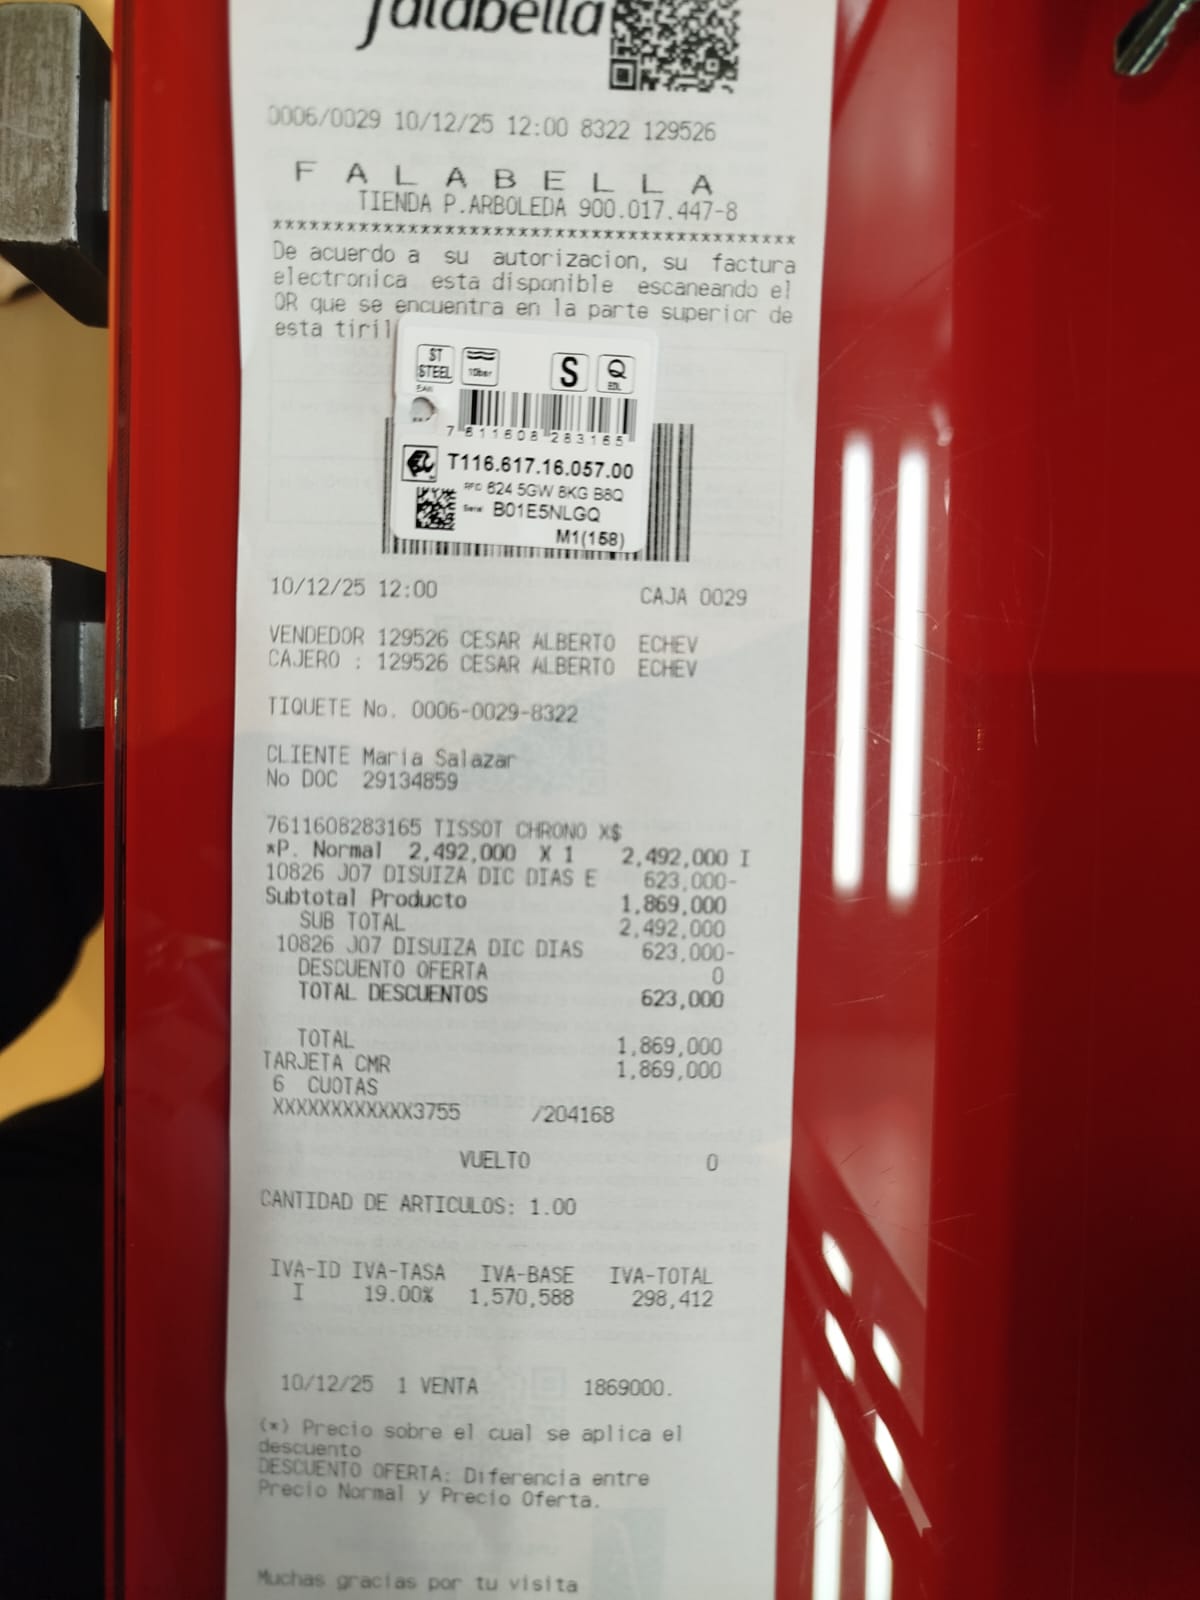 falabella
0006/0029 10/12/25 12:00 8322 129526
F A L A B E L L A
TIENDA P.ARBOLEDA 900.017.447-8
*******************************************
De acuerdo a su autorizacion, su factura
electronica esta disponible escaneando el
QR que se encuentra en la parte superior de
esta tiril
ST STEEL 10bar S Q EOL
EAN
7 611608 283165
T116.617.16.057.00
RFID 624 5GW 8KG B8Q
Serial B01E5NLGQ
M1(158)
10/12/25 12:00 CAJA 0029
VENDEDOR 129526 CESAR ALBERTO ECHEV
CAJERO : 129526 CESAR ALBERTO ECHEV
TIQUETE No. 0006-0029-8322
CLIENTE Maria Salazar
No DOC 29134859
7611608283165 TISSOT CHRONO X$
*P. Normal 2,492,000 X 1 2,492,000 I
10826 J07 DISUIZA DIC DIAS E 623,000-
Subtotal Producto 1,869,000
SUB TOTAL 2,492,000
10826 J07 DISUIZA DIC DIAS 623,000-
DESCUENTO OFERTA 0
TOTAL DESCUENTOS 623,000
TOTAL 1,869,000
TARJETA CMR 1,869,000
6 CUOTAS
XXXXXXXXXXXX3755 /204168
VUELTO 0
CANTIDAD DE ARTICULOS: 1.00
IVA-ID IVA-TASA IVA-BASE IVA-TOTAL
I 19.00% 1,570,588 298,412
10/12/25 1 VENTA 1869000.
(*) Precio sobre el cual se aplica el
descuento
DESCUENTO OFERTA: Diferencia entre
Precio Normal y Precio Oferta.
Muchas gracias por tu visita